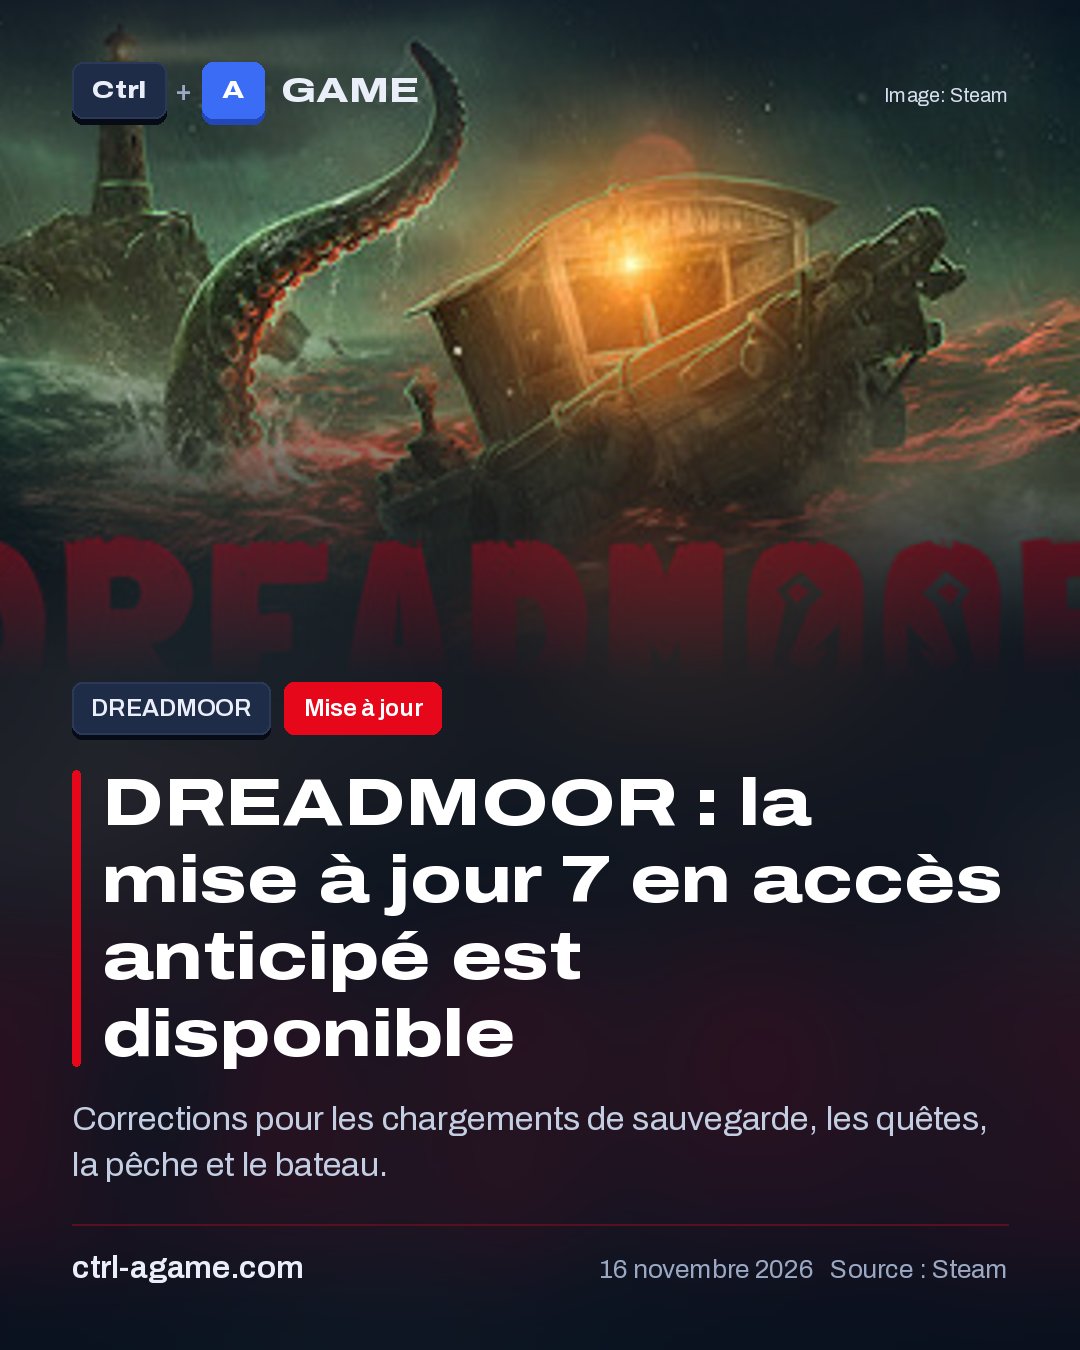 Ctrl + A GAME
Image: Steam
DREADMOOR
DREADMOOR
Mise à jour
DREADMOOR : la
mise à jour 7 en accès
anticipé est
disponible
Corrections pour les chargements de sauvegarde, les quêtes,
la pêche et le bateau.
ctrl-agame.com
16 novembre 2026 Source : Steam